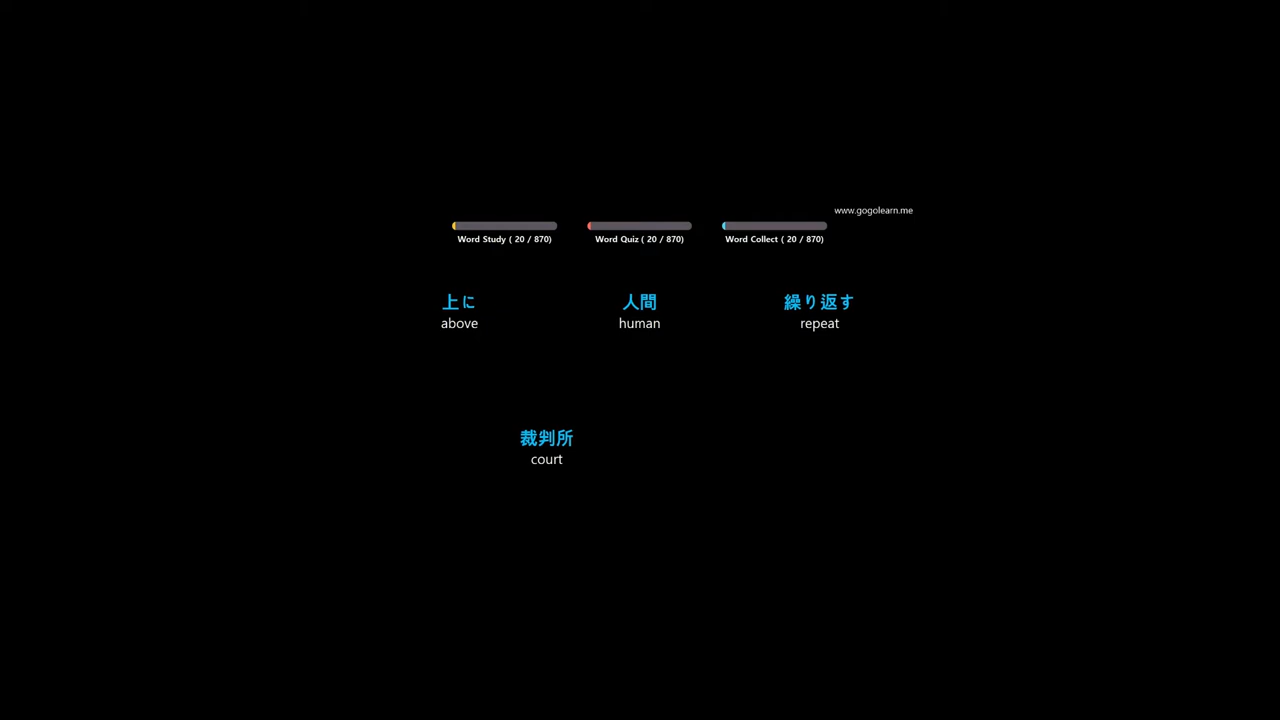 www.gogolearn.me
Word Study ( 20 / 870)
Word Quiz ( 20 / 870)
Word Collect ( 20 / 870)
上に
above
人間
human
繰り返す
repeat
裁判所
court